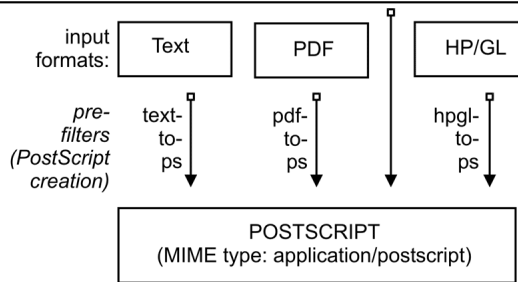 input
formats:
Text
PDF
HP/GL
pre-
filters
(PostScript
creation)
text-
to-
ps
pdf-
to-
ps
hpgl-
to-
ps
POSTSCRIPT
(MIME type: application/postscript)